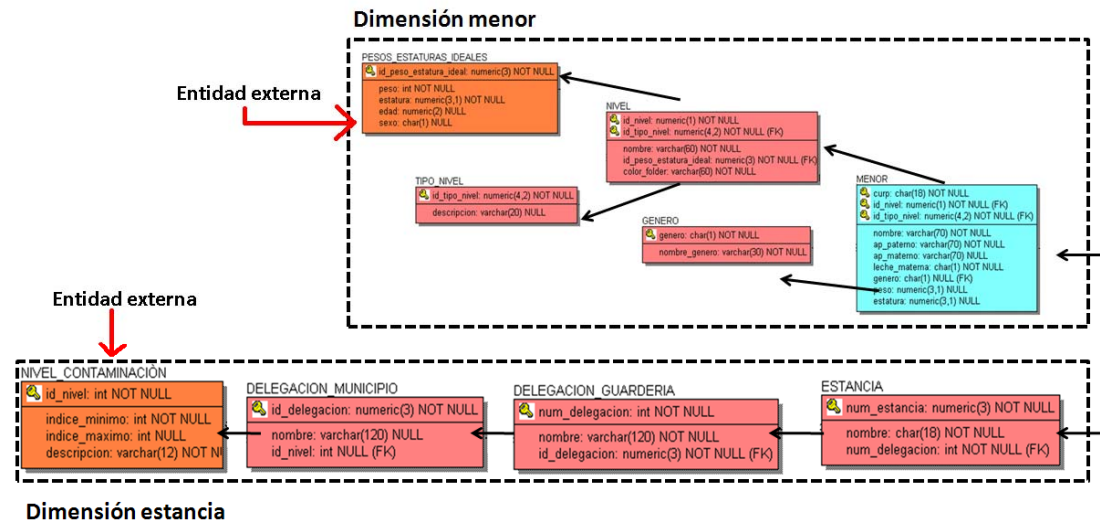 Dimensión menor
PESOS_ESTATURAS_IDEALES
id_peso_estatura_ideal: numeric(3) NOT NULL
peso: int NOT NULL
estatura: numeric(3,1) NOT NULL
edad: numeric(2) NULL
sexo: char(1) NULL
Entidad externa
NIVEL
id_nivel: numeric(1) NOT NULL
id_tipo_nivel: numeric(4,2) NOT NULL (FK)
nombre: varchar(60) NOT NULL
id_peso_estatura_ideal: numeric(3) NOT NULL (FK)
color_folder: varchar(60) NOT NULL
TIPO_NIVEL
id_tipo_nivel: numeric(4,2) NOT NULL
descripcion: varchar(20) NULL
GENERO
genero: char(1) NOT NULL
nombre_genero: varchar(30) NOT NULL
MENOR
curp: char(18) NOT NULL
id_nivel: numeric(1) NOT NULL (FK)
id_tipo_nivel: numeric(4,2) NOT NULL (FK)
nombre: varchar(70) NOT NULL
ap_paterno: varchar(70) NOT NULL
ap_materno: varchar(70) NULL
leche_materna: char(1) NOT NULL
genero: char(1) NULL (FK)
peso: numeric(3,1) NULL
estatura: numeric(3,1) NULL
Entidad externa
NIVEL_CONTAMINACIÒN
id_nivel: int NOT NULL
indice_minimo: int NOT NULL
indice_maximo: int NULL
descripcion: varchar(12) NOT NU
DELEGACION_MUNICIPIO
id_delegacion: numeric(3) NOT NULL
nombre: varchar(120) NULL
id_nivel: int NULL (FK)
DELEGACION_GUARDERIA
num_delegacion: int NOT NULL
nombre: varchar(120) NOT NULL
id_delegacion: numeric(3) NOT NULL (FK)
ESTANCIA
num_estancia: numeric(3) NOT NULL
nombre: char(18) NOT NULL
num_delegacion: int NOT NULL (FK)
Dimensión estancia